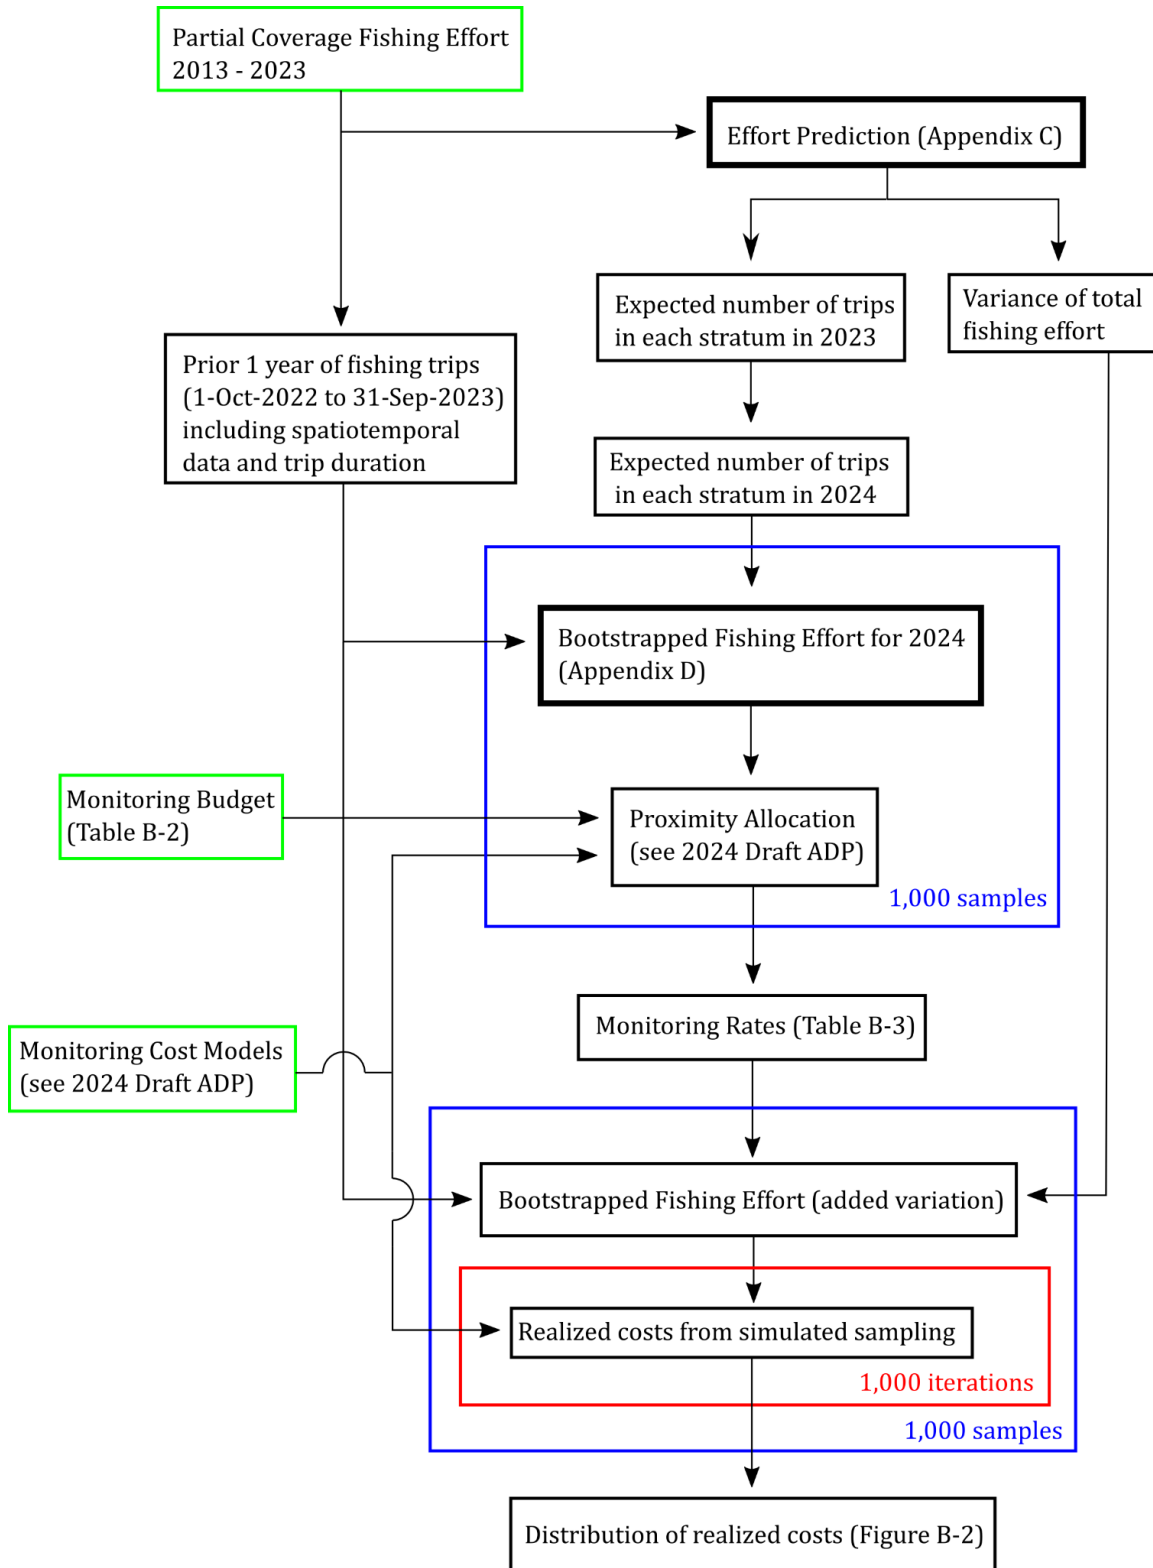 Partial Coverage Fishing Effort
2013 - 2023
Effort Prediction (Appendix C)
Expected number of trips
in each stratum in 2023
Variance of total
fishing effort
Prior 1 year of fishing trips
(1-Oct-2022 to 31-Sep-2023)
including spatiotemporal
data and trip duration
Expected number of trips
in each stratum in 2024
Bootstrapped Fishing Effort for 2024
(Appendix D)
Monitoring Budget
(Table B-2)
Proximity Allocation
(see 2024 Draft ADP)
1,000 samples
Monitoring Rates (Table B-3)
Monitoring Cost Models
(see 2024 Draft ADP)
Bootstrapped Fishing Effort (added variation)
Realized costs from simulated sampling
1,000 iterations
1,000 samples
Distribution of realized costs (Figure B-2)